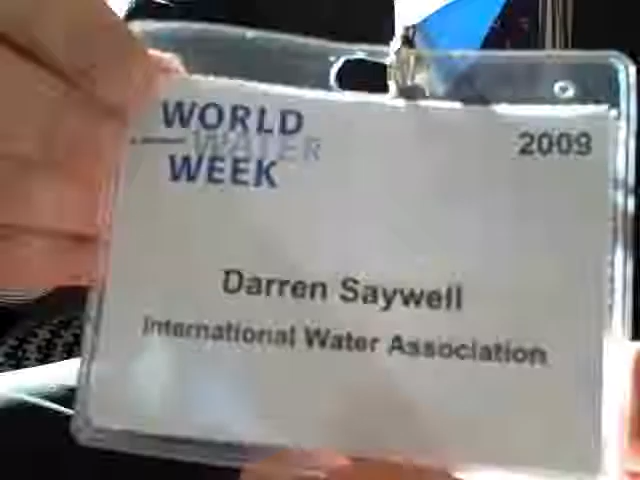 WORLD
WATER
WEEK
2009
Darren Saywell
International Water Association